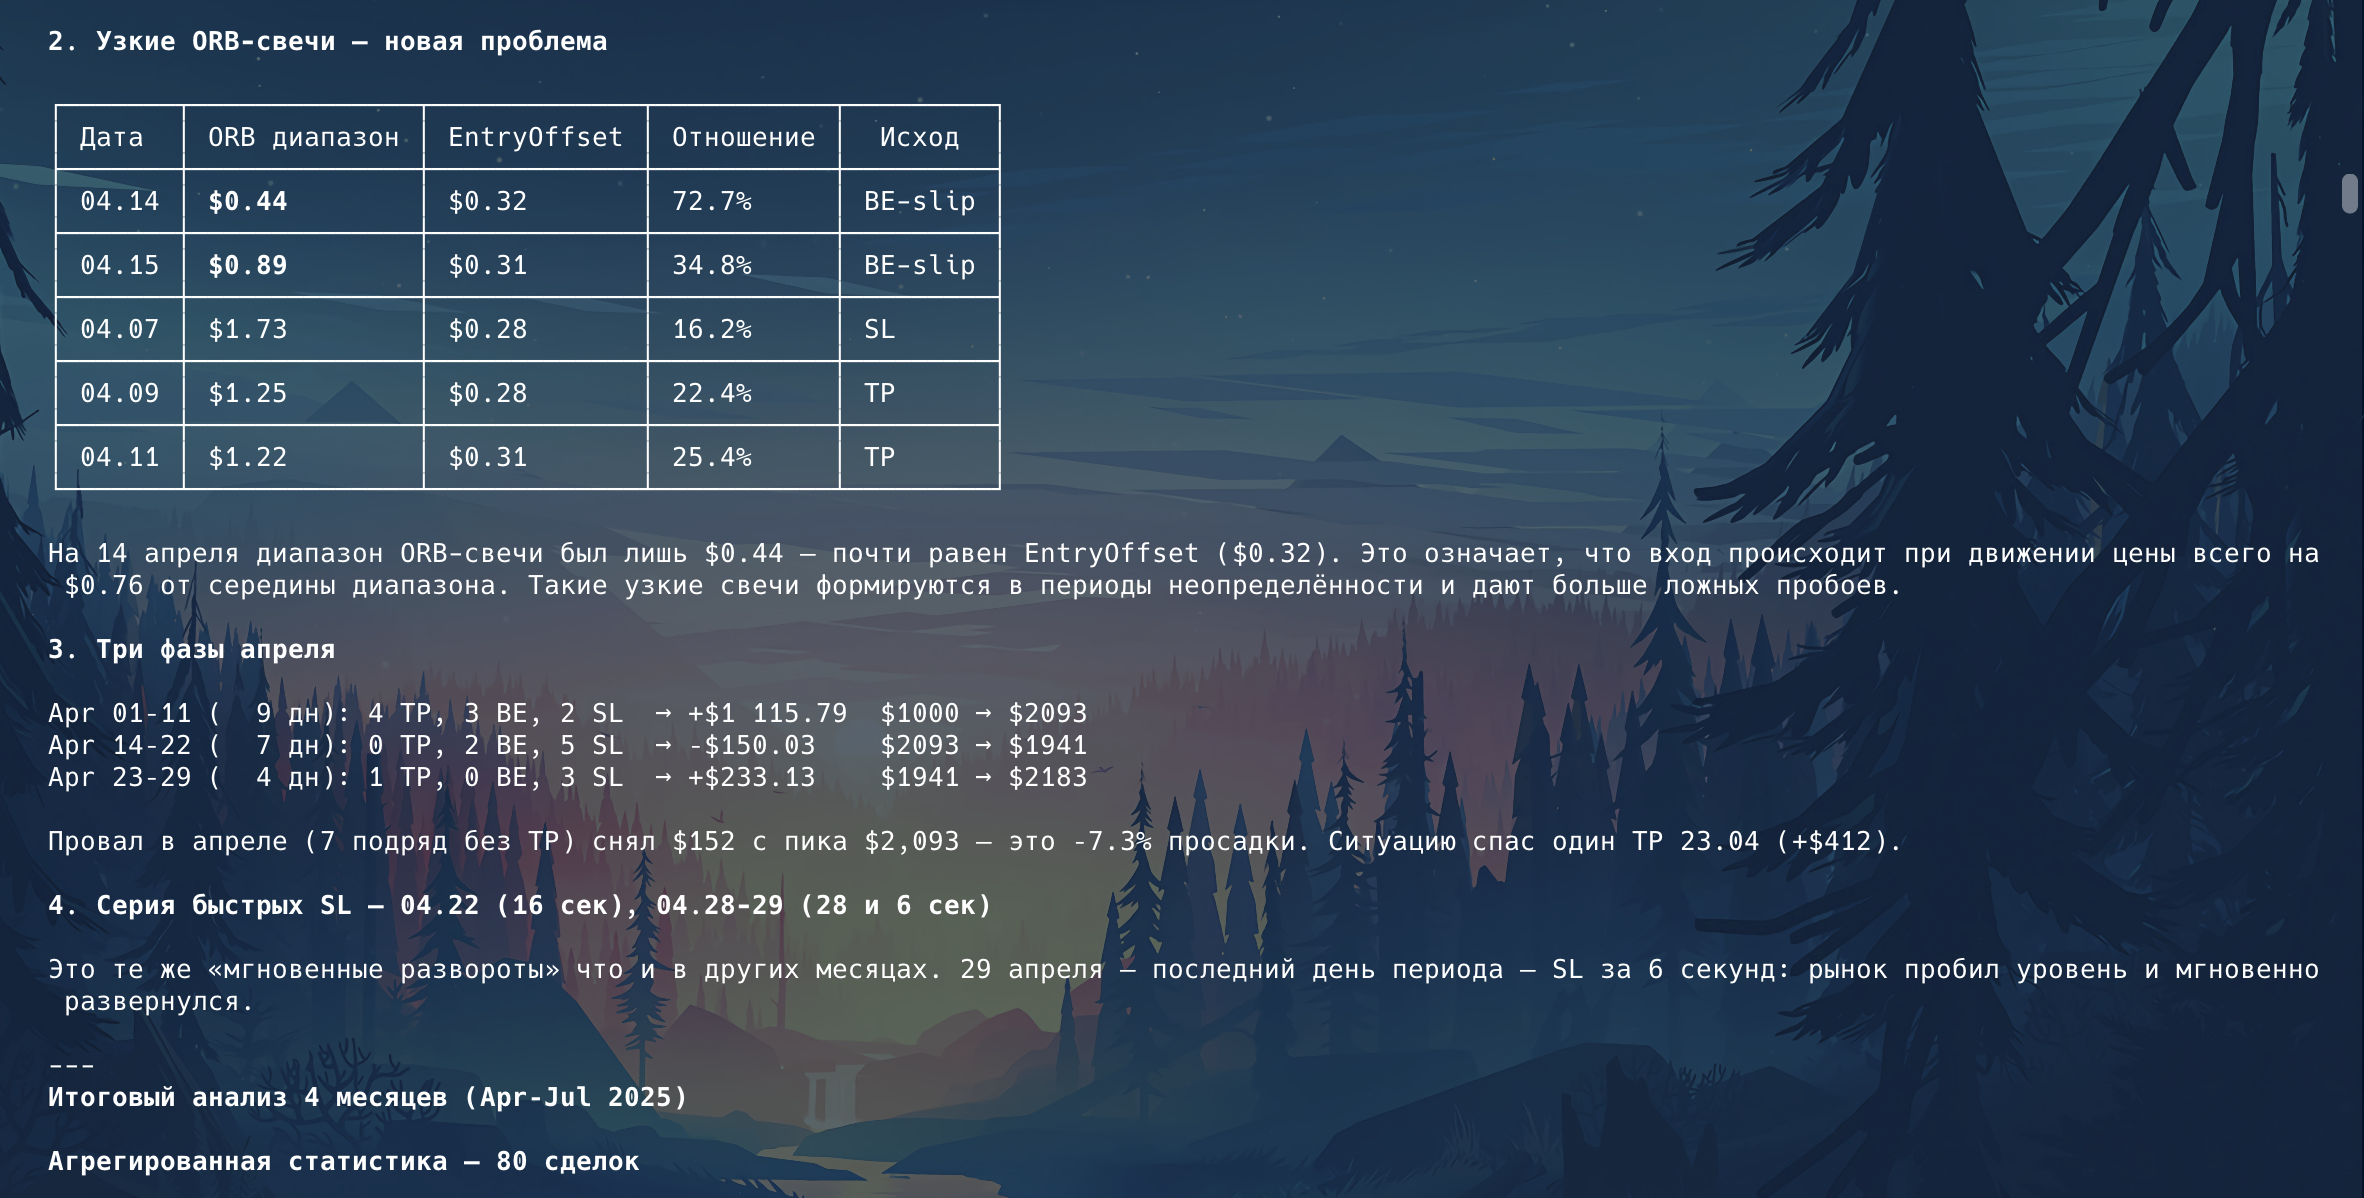 2. Узкие ORB-свечи — новая проблема
Дата ORB диапазон EntryOffset Отношение Исход
04.14 $0.44 $0.32 72.7% BE-slip
04.15 $0.89 $0.31 34.8% BE-slip
04.07 $1.73 $0.28 16.2% SL
04.09 $1.25 $0.28 22.4% TP
04.11 $1.22 $0.31 25.4% TP
На 14 апреля диапазон ORB-свечи был лишь $0.44 — почти равен EntryOffset ($0.32). Это означает, что вход происходит при движении цены всего на
$0.76 от середины диапазона. Такие узкие свечи формируются в периоды неопределённости и дают больше ложных пробоев.
3. Три фазы апреля
Apr 01-11 (  9 дн): 4 TP, 3 BE, 2 SL  → +$1 115.79  $1000 → $2093
Apr 14-22 (  7 дн): 0 TP, 2 BE, 5 SL  → -$150.03    $2093 → $1941
Apr 23-29 (  4 дн): 1 TP, 0 BE, 3 SL  → +$233.13    $1941 → $2183
Провал в апреле (7 подряд без TP) снял $152 с пика $2,093 — это -7.3% просадки. Ситуацию спас один TP 23.04 (+$412).
4. Серия быстрых SL — 04.22 (16 сек), 04.28-29 (28 и 6 сек)
Это те же «мгновенные развороты» что и в других месяцах. 29 апреля — последний день периода — SL за 6 секунд: рынок пробил уровень и мгновенно
развернулся.
---
Итоговый анализ 4 месяцев (Apr-Jul 2025)
Агрегированная статистика — 80 сделок